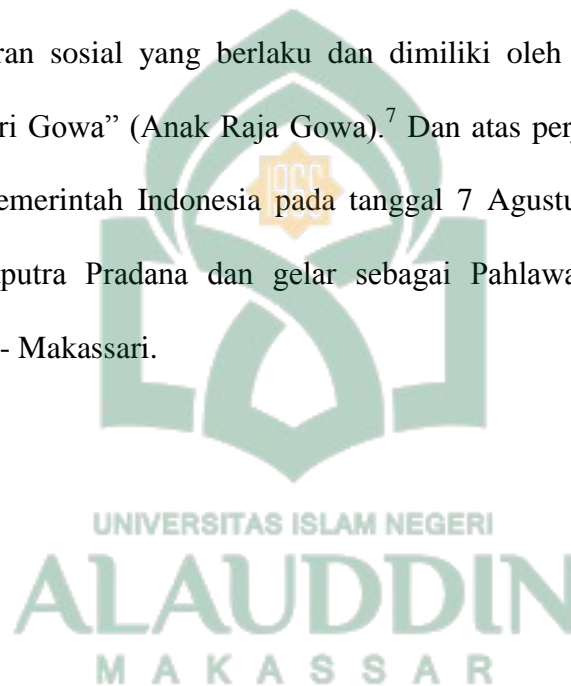 ran sosial yang berlaku dan dimiliki oleh
ri Gowa” (Anak Raja Gowa).7 Dan atas per
emerintah Indonesia pada tanggal 7 Agustu
putra Pradana dan gelar sebagai Pahlawa
- Makassari.
1965
UNIVERSITAS ISLAM NEGERI
ALAUDDIN
MAKASSAR